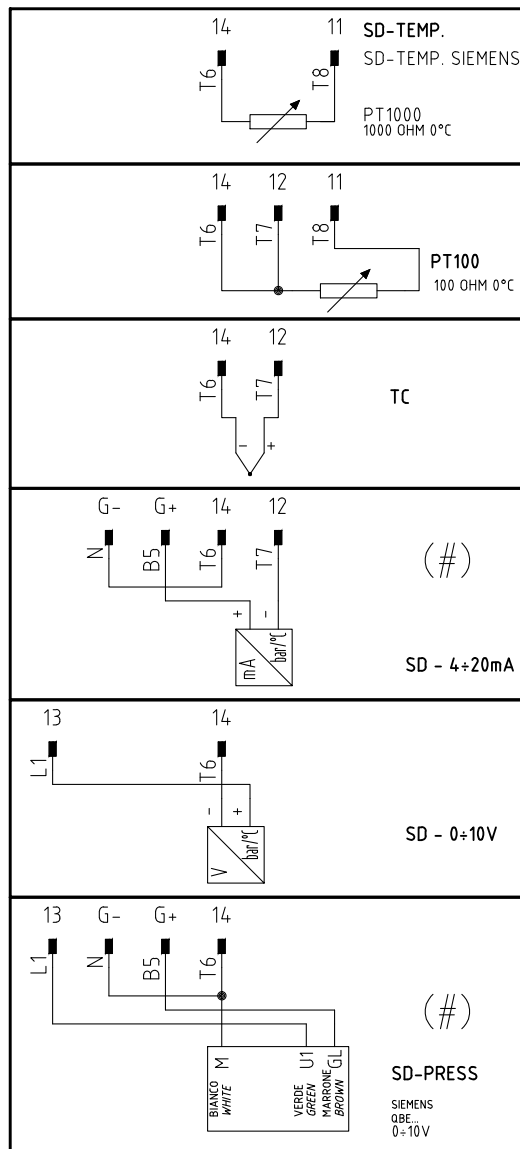 14 11 SD-TEMP.
T6 T8 SD-TEMP. SIEMENS
PT1000
1000 OHM 0°C
14 12 11
T6 T7 T8
PT100
100 OHM 0°C
14 12
T6 T7
TC
- +
G- G+ 14 12
N B5 T6 T7
(#)
+ -
mA bar/°C
SD - 4÷20mA
13 14
L1 T6
- +
V bar/°C
SD - 0÷10V
13 G- G+ 14
L1 N B5 T6
(#)
M U1 GL
BIANCO VERDE MARRONE
WHITE GREEN BROWN
SD-PRESS
SIEMENS
QBE...
0÷10V